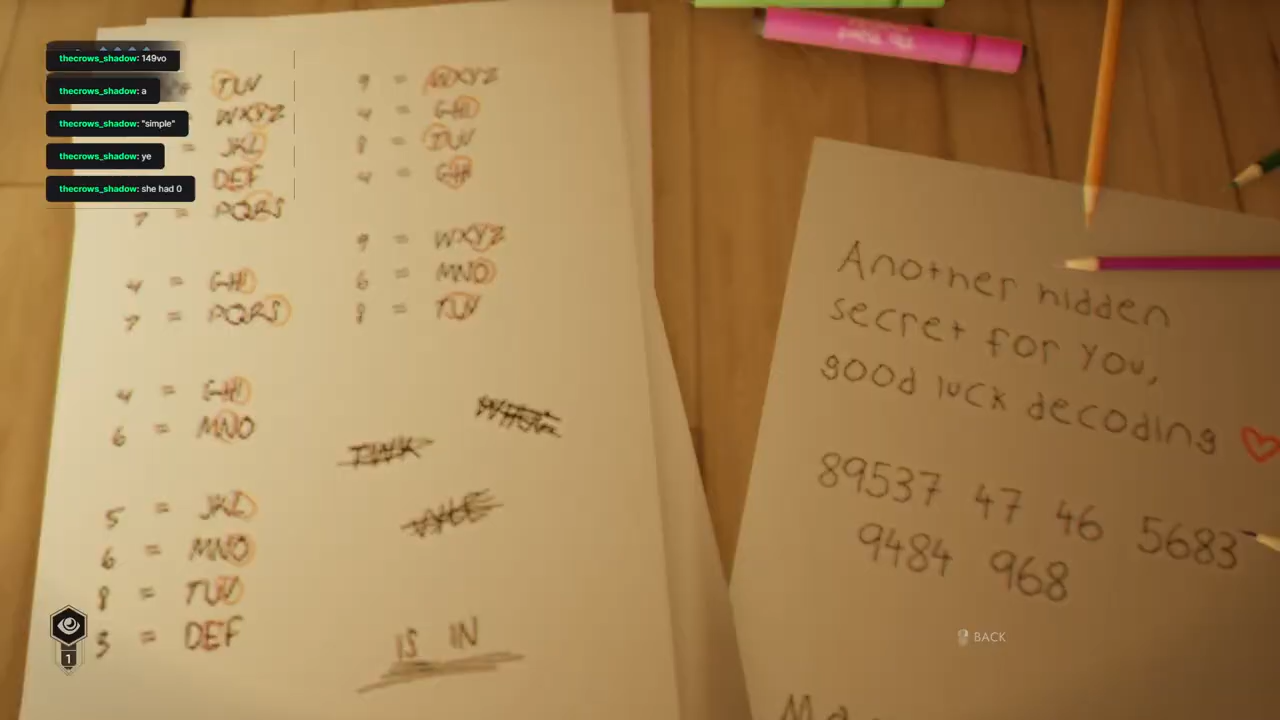 thecrows_shadow: 149vo
thecrows_shadow: a
thecrows_shadow: "simple"
thecrows_shadow: ye
thecrows_shadow: she had 0
TUV
WXYZ
= JKL
DEF
7 = PQRS
4 = GHI
7 = PQRS
4 = GHI
6 = MNO
5 = JKL
6 = MNO
8 = TUV
3 = DEF
9 = WXYZ
4 = GHI
8 = TUV
4 = GHI
9 = WXYZ
6 = MNO
8 = TUV
IS IN
Another hidden
secret for you,
good luck decoding
89537 47 46 5683
9484 968
BACK
1